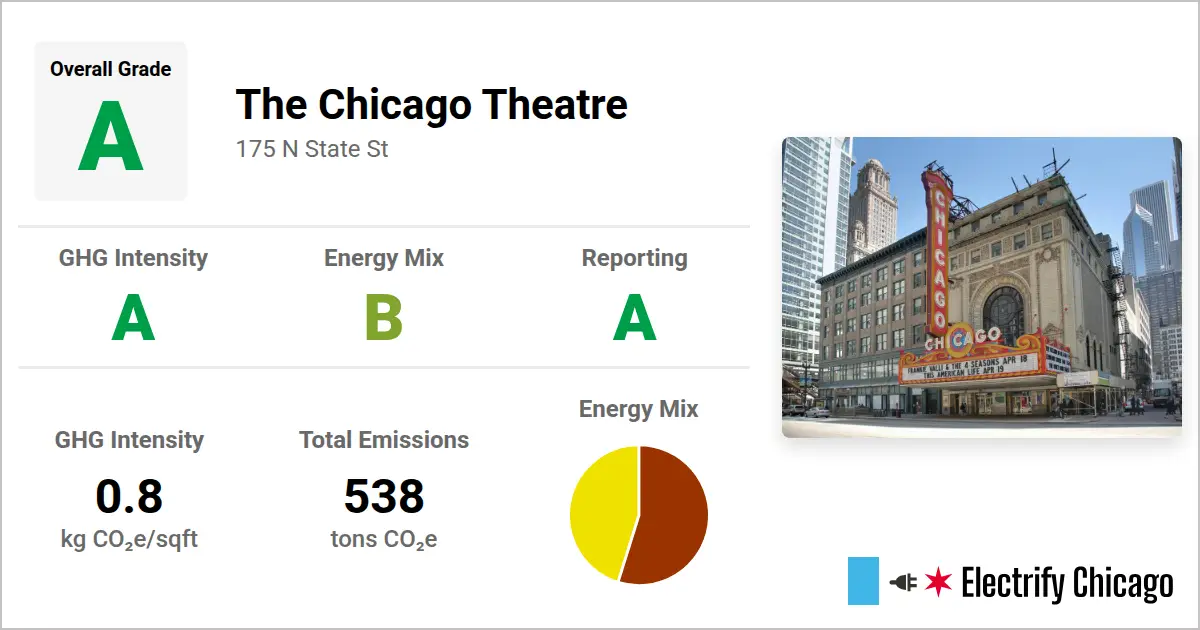 Overall Grade
A
The Chicago Theatre
175 N State St
GHG Intensity
A
Energy Mix
B
Reporting
A
GHG Intensity
0.8
kg CO₂e/sqft
Total Emissions
538
tons CO₂e
Energy Mix
CHICAGO
CHICAGO
FRANKIE VALLI & THE 4 SEASONS APR 18
THIS AMERICAN LIFE APR 19
Electrify Chicago